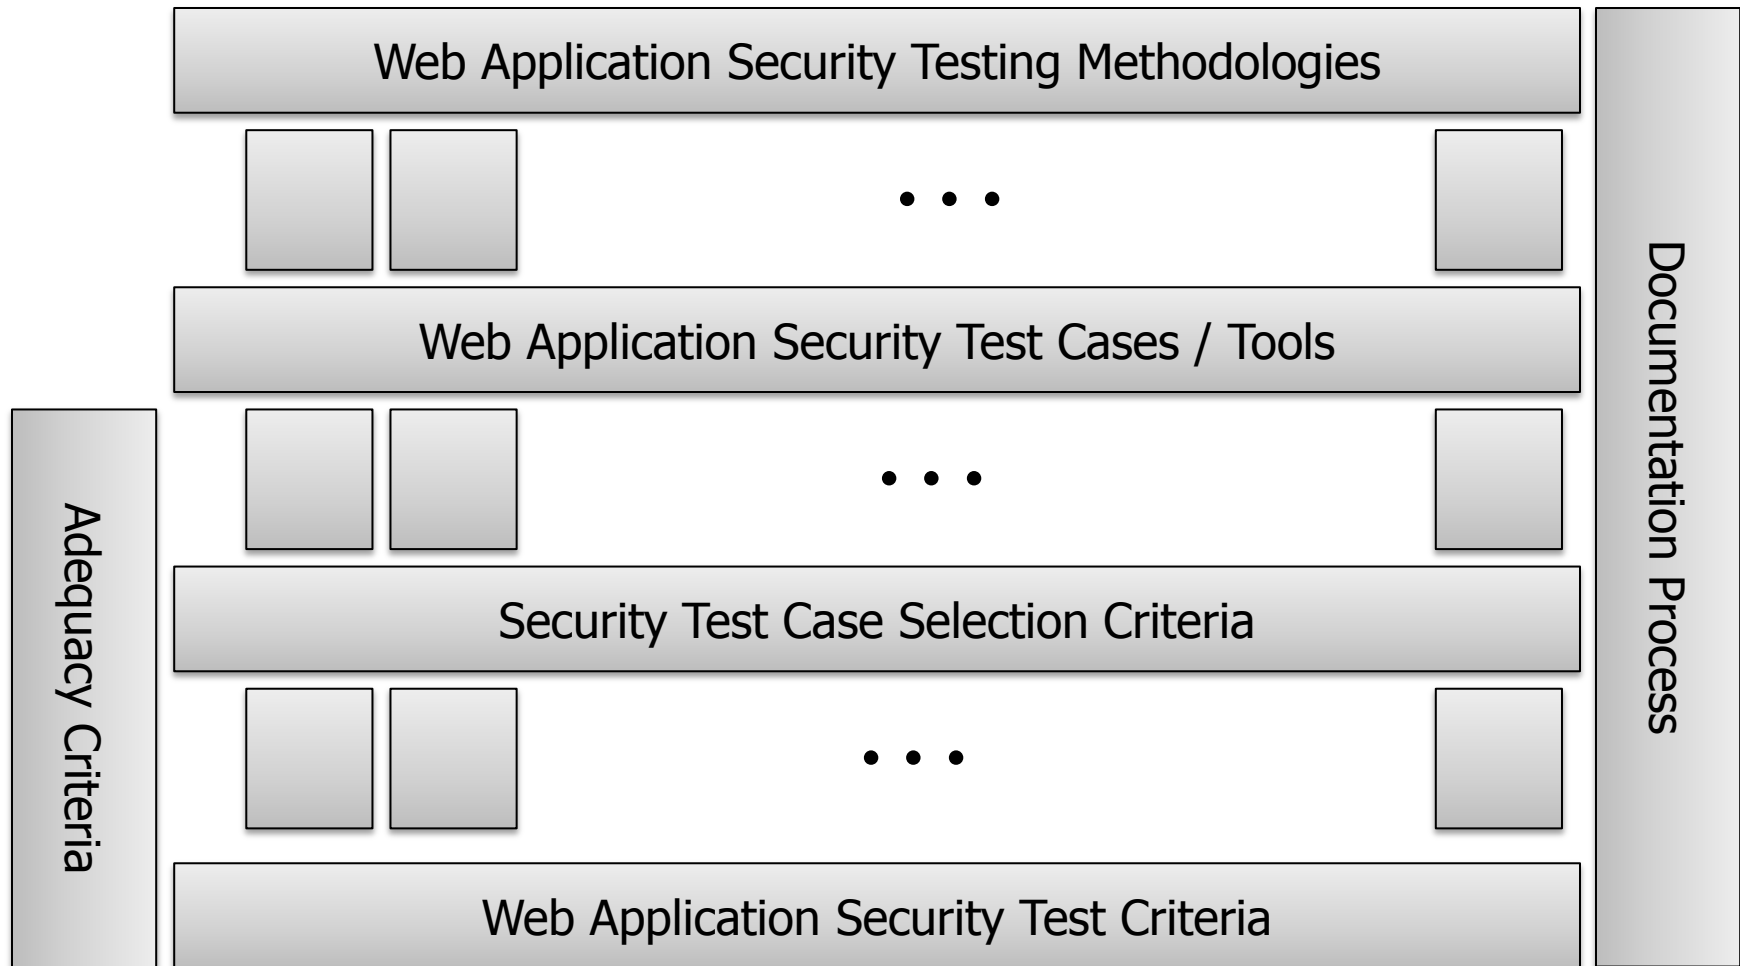 Web Application Security Testing Methodologies
Web Application Security Test Cases / Tools
Security Test Case Selection Criteria
Web Application Security Test Criteria
Adequacy Criteria
Documentation Process